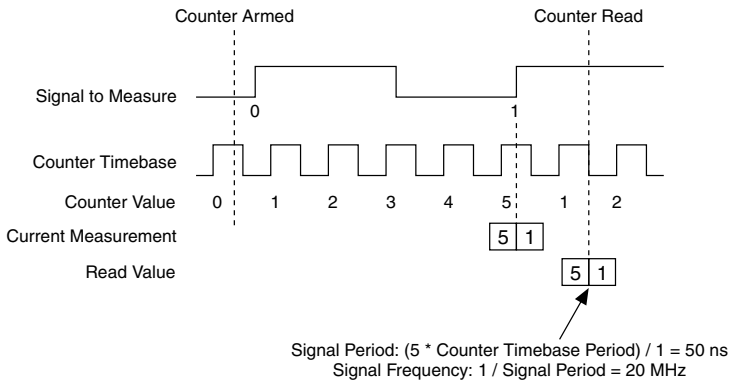 Counter Armed Counter Read
Signal to Measure
0 1
Counter Timebase
Counter Value 0 1 2 3 4 5 1 2
Current Measurement 5 1
Read Value 5 1
Signal Period: (5 * Counter Timebase Period) / 1 = 50 ns
Signal Frequency: 1 / Signal Period = 20 MHz